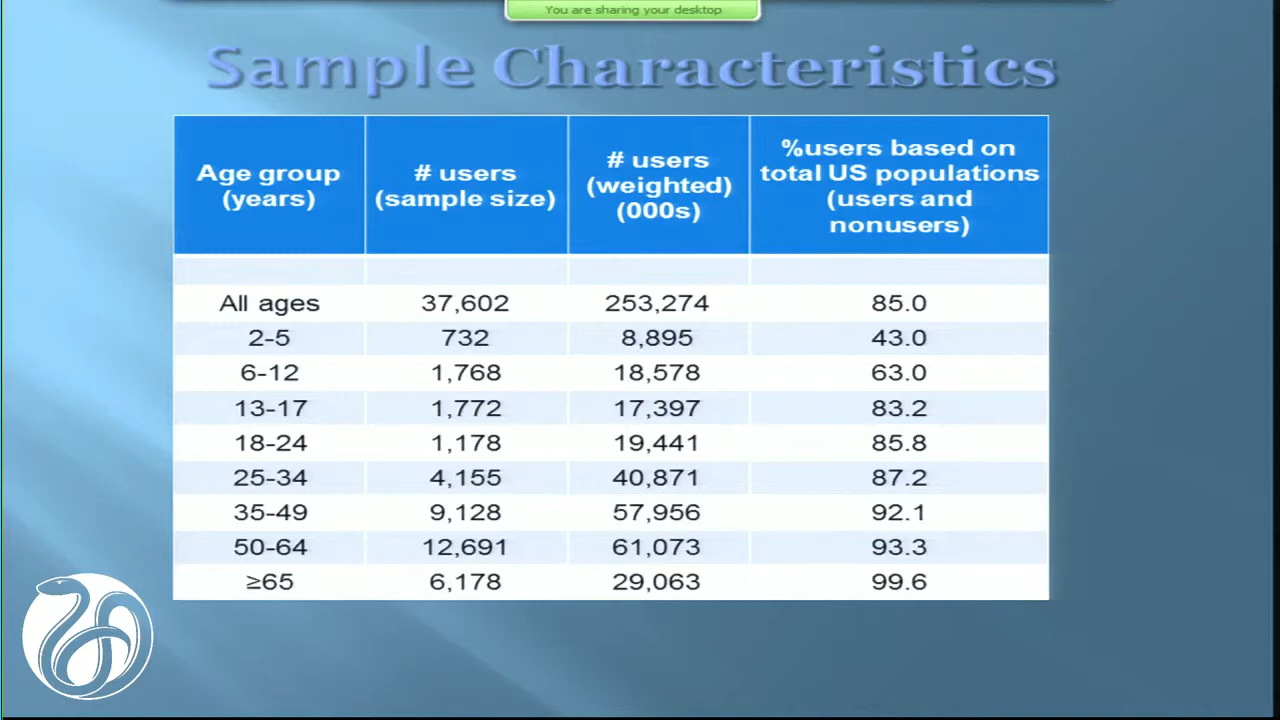 You are sharing your desktop
Sample Characteristics
Age group (years) # users (sample size) # users (weighted) (000s) %users based on total US populations (users and nonusers)
All ages 37,602 253,274 85.0
2-5 732 8,895 43.0
6-12 1,768 18,578 63.0
13-17 1,772 17,397 83.2
18-24 1,178 19,441 85.8
25-34 4,155 40,871 87.2
35-49 9,128 57,956 92.1
50-64 12,691 61,073 93.3
≥65 6,178 29,063 99.6